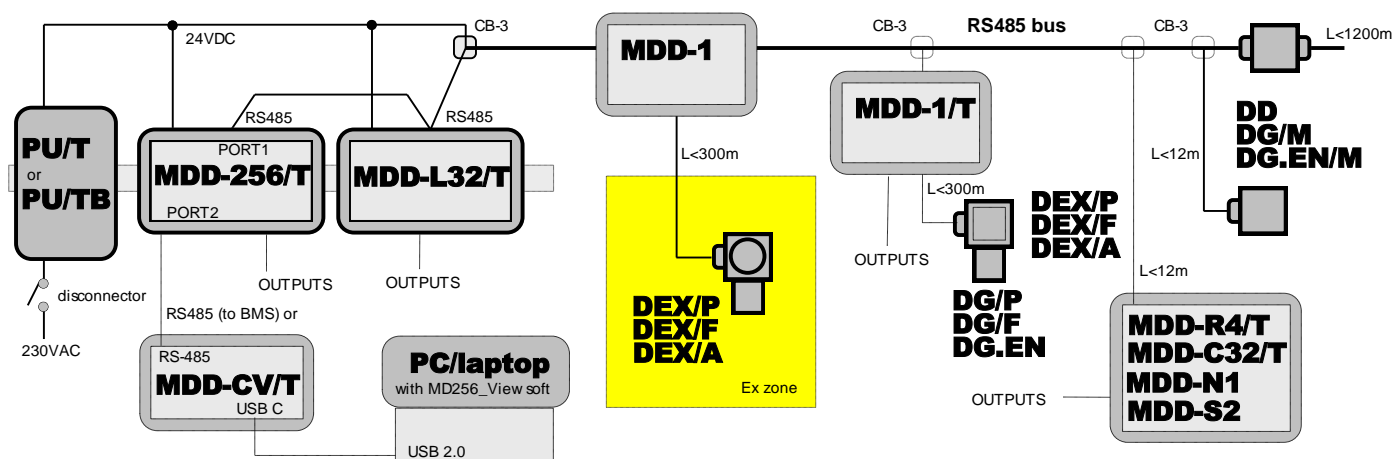 24VDC
CB-3
MDD-1
CB-3
RS485 bus
CB-3
L<1200m
PU/T
or
PU/TB
RS485
RS485
PORT1
MDD-256/T
PORT2
MDD-L32/T
MDD-1/T
DD
DG/M
DG.EN/M
L<300m
L<12m
L<300m
OUTPUTS
OUTPUTS
OUTPUTS
DEX/P
DEX/F
DEX/A
disconnector
230VAC
RS485 (to BMS) or
RS-485
MDD-CV/T
USB C
PC/laptop
with MD256_View soft
USB 2.0
DEX/P
DEX/F
DEX/A
Ex zone
DG/P
DG/F
DG.EN
L<12m
OUTPUTS
MDD-R4/T
MDD-C32/T
MDD-N1
MDD-S2